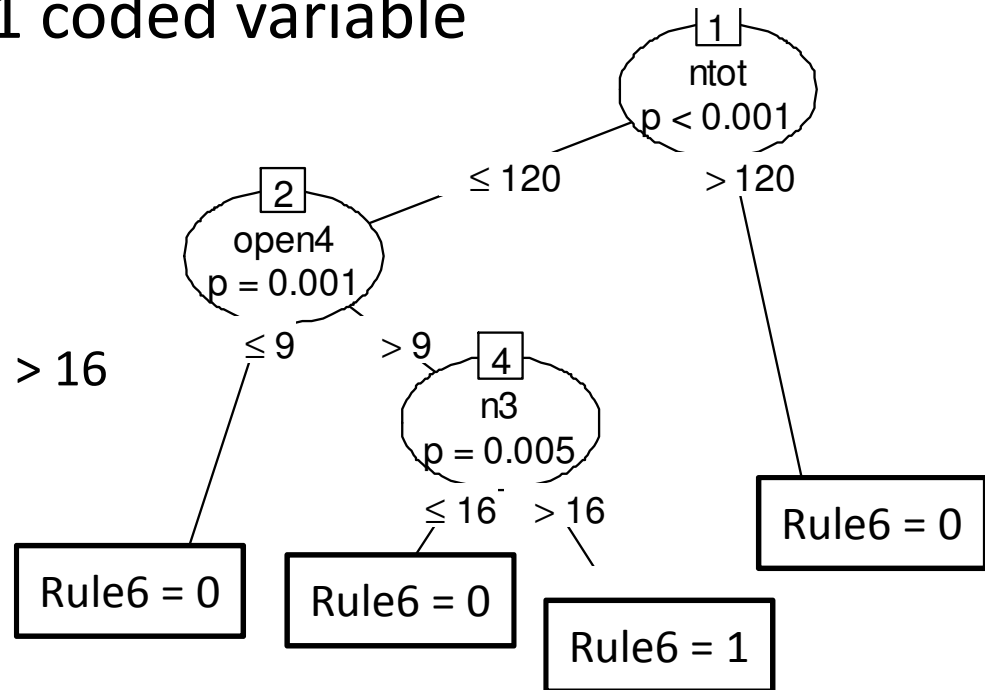 1 coded variable
1
ntot
p < 0.001
≤ 120
> 120
2
open4
p = 0.001
≤ 9
> 9
> 16
4
n3
p = 0.005
≤ 16
> 16
Rule6 = 0
Rule6 = 0
Rule6 = 0
Rule6 = 1